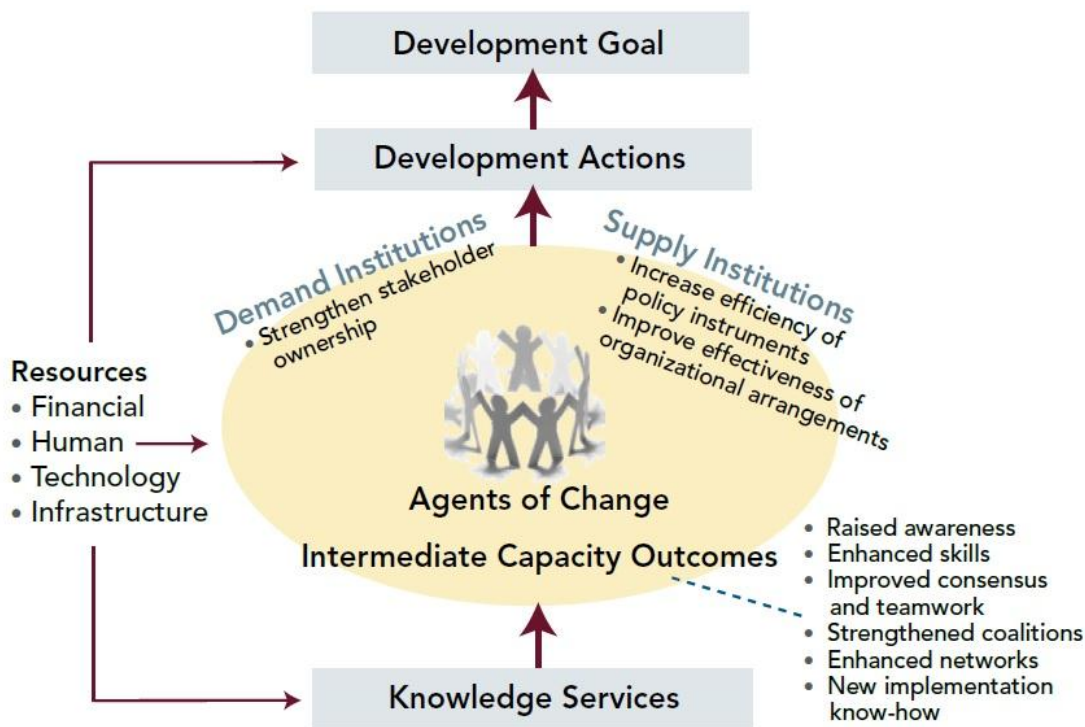 Development Goal
Development Actions
Demand Institutions
• Strengthen stakeholder
ownership
Supply Institutions
• Increase efficiency of
policy instruments
• Improve effectiveness of
organizational arrangements
Resources
• Financial
• Human
• Technology
• Infrastructure
Agents of Change
Intermediate Capacity Outcomes
• Raised awareness
• Enhanced skills
• Improved consensus
and teamwork
• Strengthened coalitions
• Enhanced networks
• New implementation
know-how
Knowledge Services